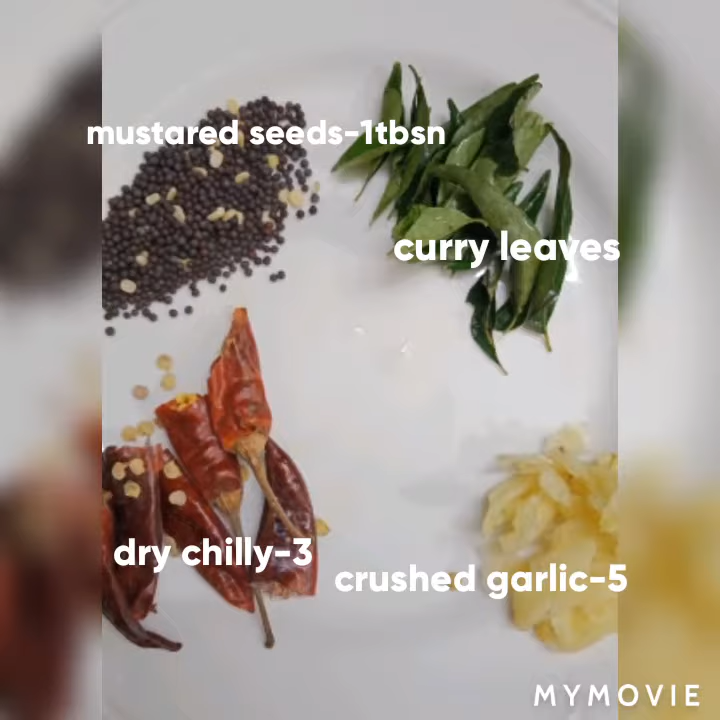 mustared seeds-1tbsn
curry leaves
dry chilly-3
crushed garlic-5
MYMOVIE